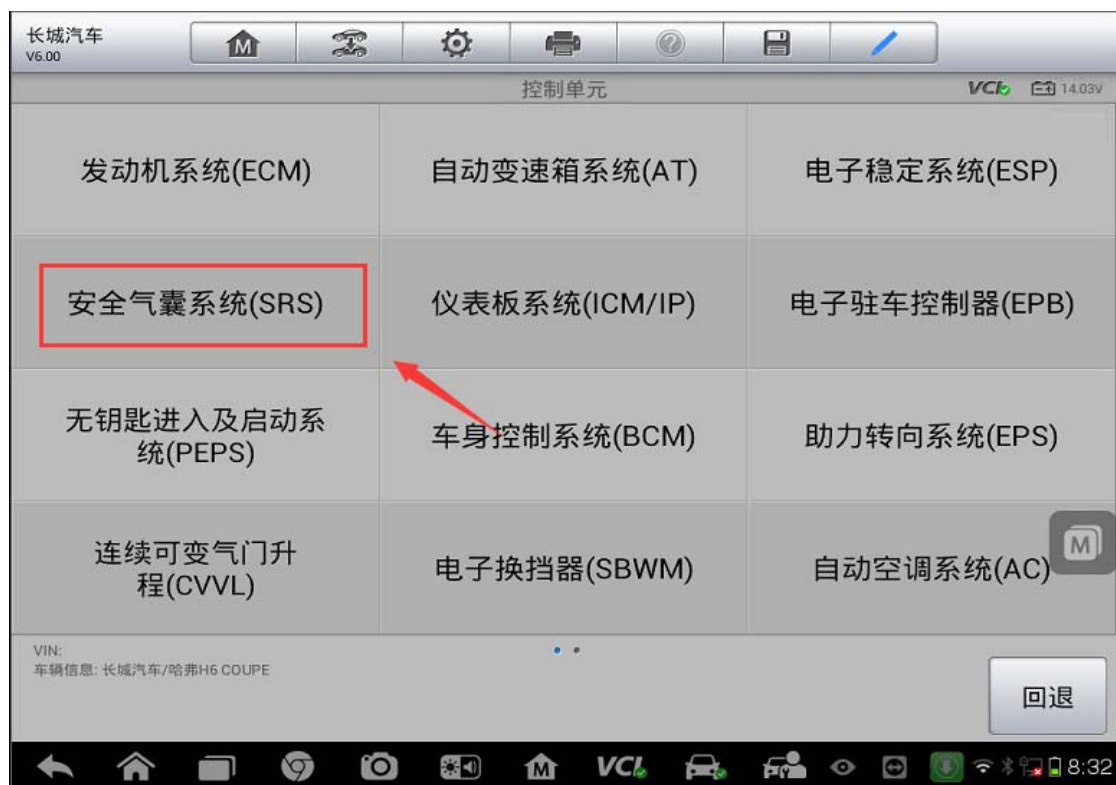 长城汽车
V6.00
控制单元
VCI
14.03V
发动机系统(ECM)
自动变速箱系统(AT)
电子稳定系统(ESP)
安全气囊系统(SRS)
仪表板系统(ICM/IP)
电子驻车控制器(EPB)
无钥匙进入及启动系
统(PEPS)
车身控制系统(BCM)
助力转向系统(EPS)
连续可变气门升
程(CVVL)
电子换挡器(SBWM)
自动空调系统(AC)
M
VIN:
车辆信息: 长城汽车/哈弗H6 COUPE
回退
VCI
8:32